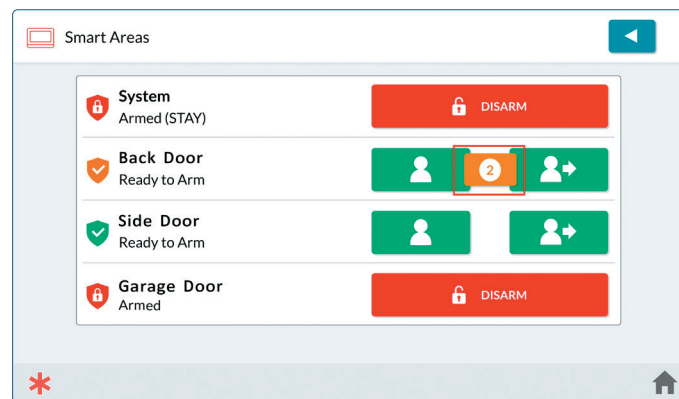 Smart Areas
System
Armed (STAY)
DISARM
Back Door
Ready to Arm
2
Side Door
Ready to Arm
Garage Door
Armed
DISARM